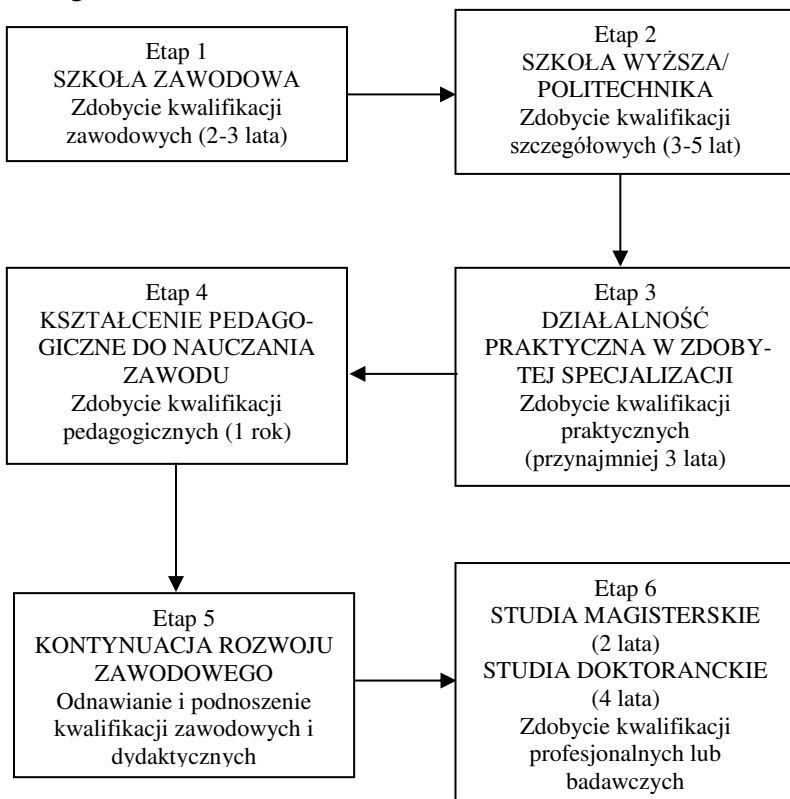 Etap 1
SZKOŁA ZAWODOWA
Zdobycie kwalifikacji
zawodowych (2-3 lata)
Etap 2
SZKOŁA WYŻSZA/
POLITECHNIKA
Zdobycie kwalifikacji
szczegółowych (3-5 lat)
Etap 4
KSZTAŁCENIE PEDAGO-
GICZNE DO NAUCZANIA
ZAWODU
Zdobycie kwalifikacji
pedagogicznych (1 rok)
Etap 3
DZIAŁALNOŚĆ
PRAKTYCZNA W ZDOBY-
TEJ SPECJALIZACJI
Zdobycie kwalifikacji
praktycznych
(przynajmniej 3 lata)
Etap 5
KONTYNUACJA ROZWOJU
ZAWODOWEGO
Odnawianie i podnoszenie
kwalifikacji zawodowych i
dydaktycznych
Etap 6
STUDIA MAGISTERSKIE
(2 lata)
STUDIA DOKTORANCKIE
(4 lata)
Zdobycie kwalifikacji
profesjonalnych lub
badawczych